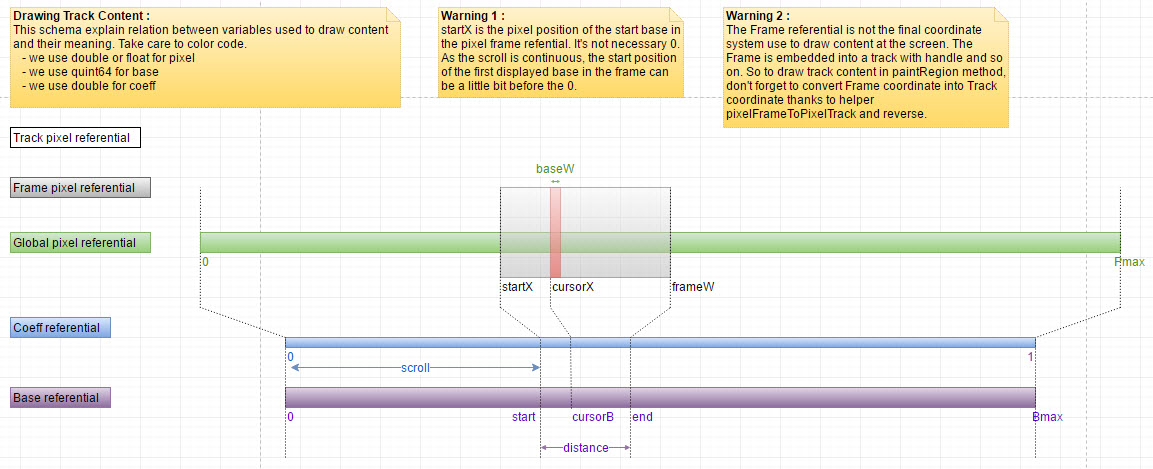 Drawing Track Content :
This schema explain relation between variables used to draw content
and their meaning. Take care to color code.
- we use double or float for pixel
- we use quint64 for base
- we use double for coeff
Warning 1 :
startX is the pixel position of the start base in
the pixel frame refential. It's not necessary 0.
As the scroll is continuous, the start position
of the first displayed base in the frame can
be a little bit before the 0.
Warning 2 :
The Frame referential is not the final coordinate
system use to draw content at the screen. The
Frame is embedded into a track with handle and so
on. So to draw track content in paintRegion method,
don't forget to convert Frame coordinate into Track
coordinate thanks to helper
pixelFrameToPixelTrack and reverse.
Track pixel referential
baseW
Frame pixel referential
Global pixel referential
0
Pmax
startX
cursorX
frameW
Coeff referential
0
1
scroll
Base referential
0
start
cursorB
end
Bmax
distance